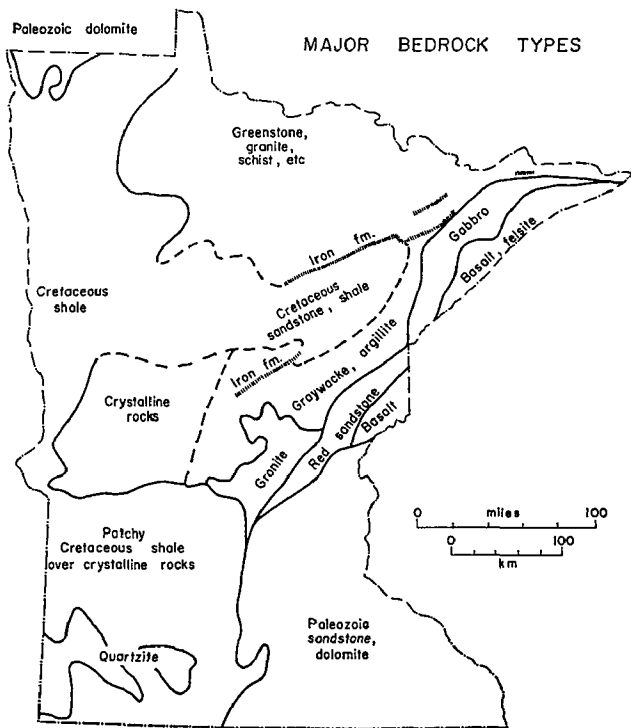 MAJOR BEDROCK TYPES
Paleozoic dolomite
Greenstone,
granite,
schist, etc
Gabbro
Basalt, felsite
Iron fm.
Cretaceous
sandstone, shale
Cretaceous
shale
Iron fm.
Graywacke, argillite
Crystalline
rocks
Granite
Red sandstone
Basalt
0 miles 100
0 100
km
Patchy
Cretaceous shale
over crystalline rocks
Quartzite
Paleozoic
sandstone,
dolomite